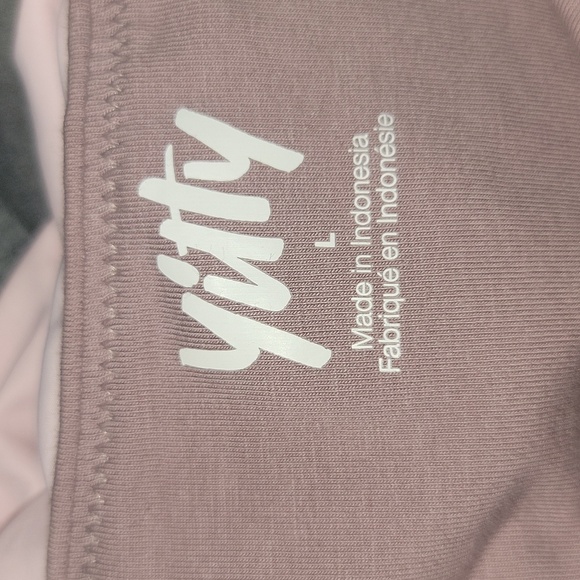 yitty
L
Made in Indonesia
Fabriqué en Indonésie